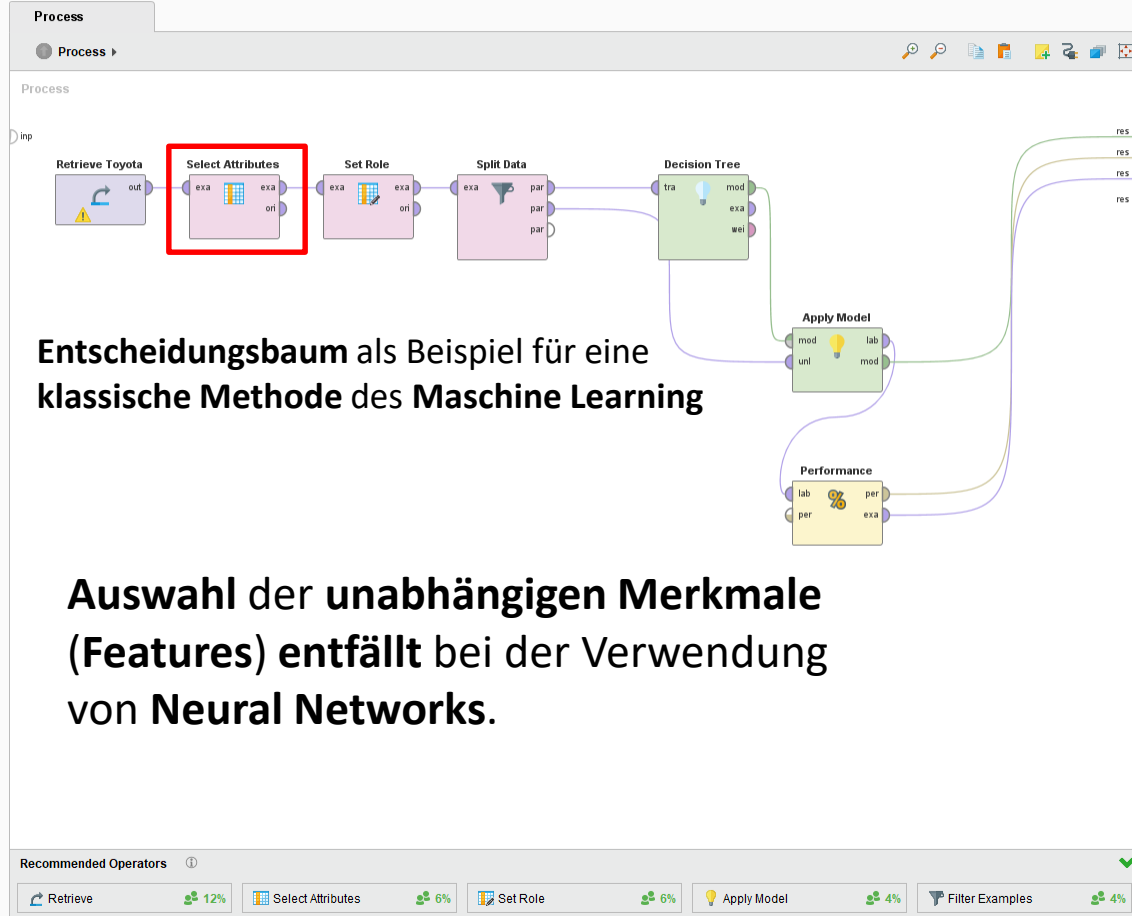 Process
Process
Process
inp
res
res
res
res
Retrieve Toyota
out
Select Attributes
exa exa
ori
Set Role
exa exa
ori
Split Data
exa par
par
par
Decision Tree
tra mod
exa
wei
Apply Model
mod lab
unl mod
Entscheidungsbaum als Beispiel für eine
klassische Methode des Maschine Learning
Performance
% 
lab per
per exa
Auswahl der unabhängigen Merkmale
(Features) entfällt bei der Verwendung
von Neural Networks.
Recommended Operators
Retrieve 12%
Select Attributes 6%
Set Role 6%
Apply Model 4%
Filter Examples 4%